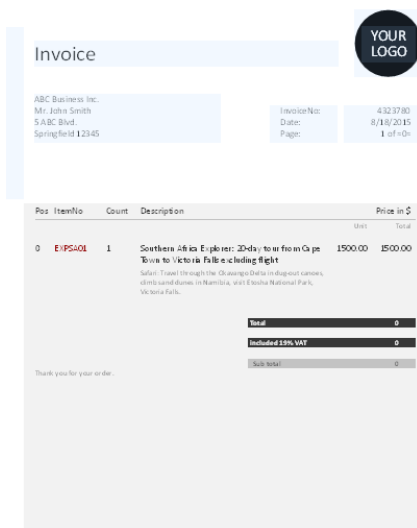 YOUR
LOGO
Invoice
ABC Business Inc.
Mr. John Smith
5 ABC Blvd.
Springfield 12345
InvoiceNo: 4323780
Date: 8/18/2015
Page: 1 of «0»
Pos ItemNo Count Description Price in $
Unit Total
0 EXPSA01 1 Southern Africa Explorer: 20-day tour from Cape 1500.00 1500.00
Town to Victoria Falls excluding flight
Safari: Travel through the Okavango Delta in dug-out canoes,
climb sand dunes in Namibia, visit Etosha National Park,
Victoria Falls.
Total 0
included 19% VAT 0
Sub total 0
Thank you for your order.